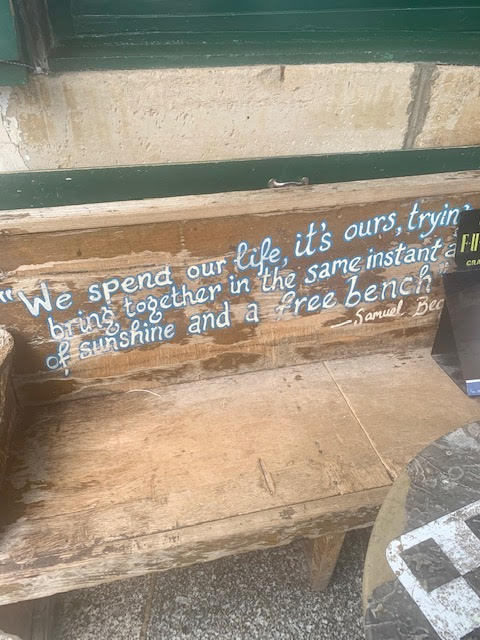 "We spend our life, it's ours, tryin
bring together in the same instant a
of sunshine and a free bench"
—Samuel Bec